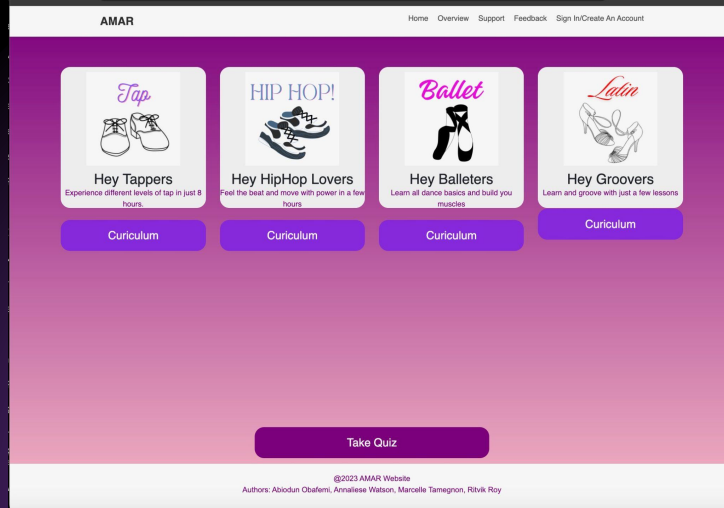 AMAR
Home Overview Support Feedback Sign In/Create An Account
Tap
Hey Tappers
Experience different levels of tap in just 8
hours.
Curiculum
HIP HOP!
Hey HipHop Lovers
Feel the beat and move with power in a few
hours
Curiculum
Ballet
Hey Balleters
Learn all dance basics and build you
muscles
Curiculum
Latin
Hey Groovers
Learn and groove with just a few lessons
Curiculum
Take Quiz
@2023 AMAR Website
Authors: Abiodun Obafemi, Annaliese Watson, Marcelle Tamegnon, Ritvik Roy